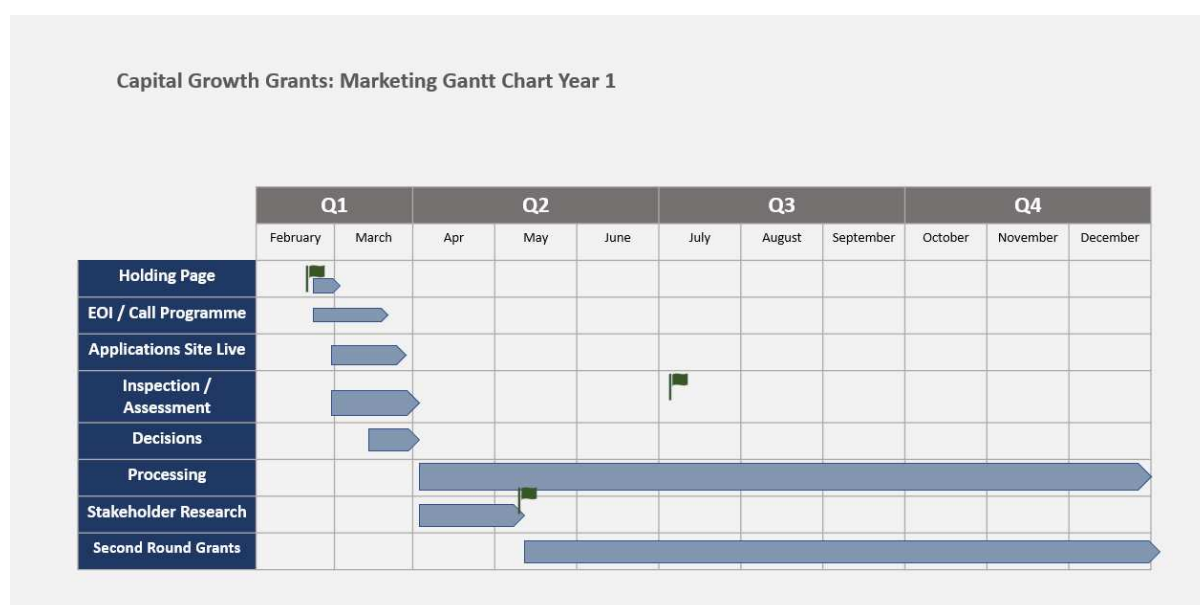 Capital Growth Grants: Marketing Gantt Chart Year 1
Q1 Q2 Q3 Q4
February March Apr May June July August September October November December
Holding Page
EOI / Call Programme
Applications Site Live
Inspection /
Assessment
Decisions
Processing
Stakeholder Research
Second Round Grants